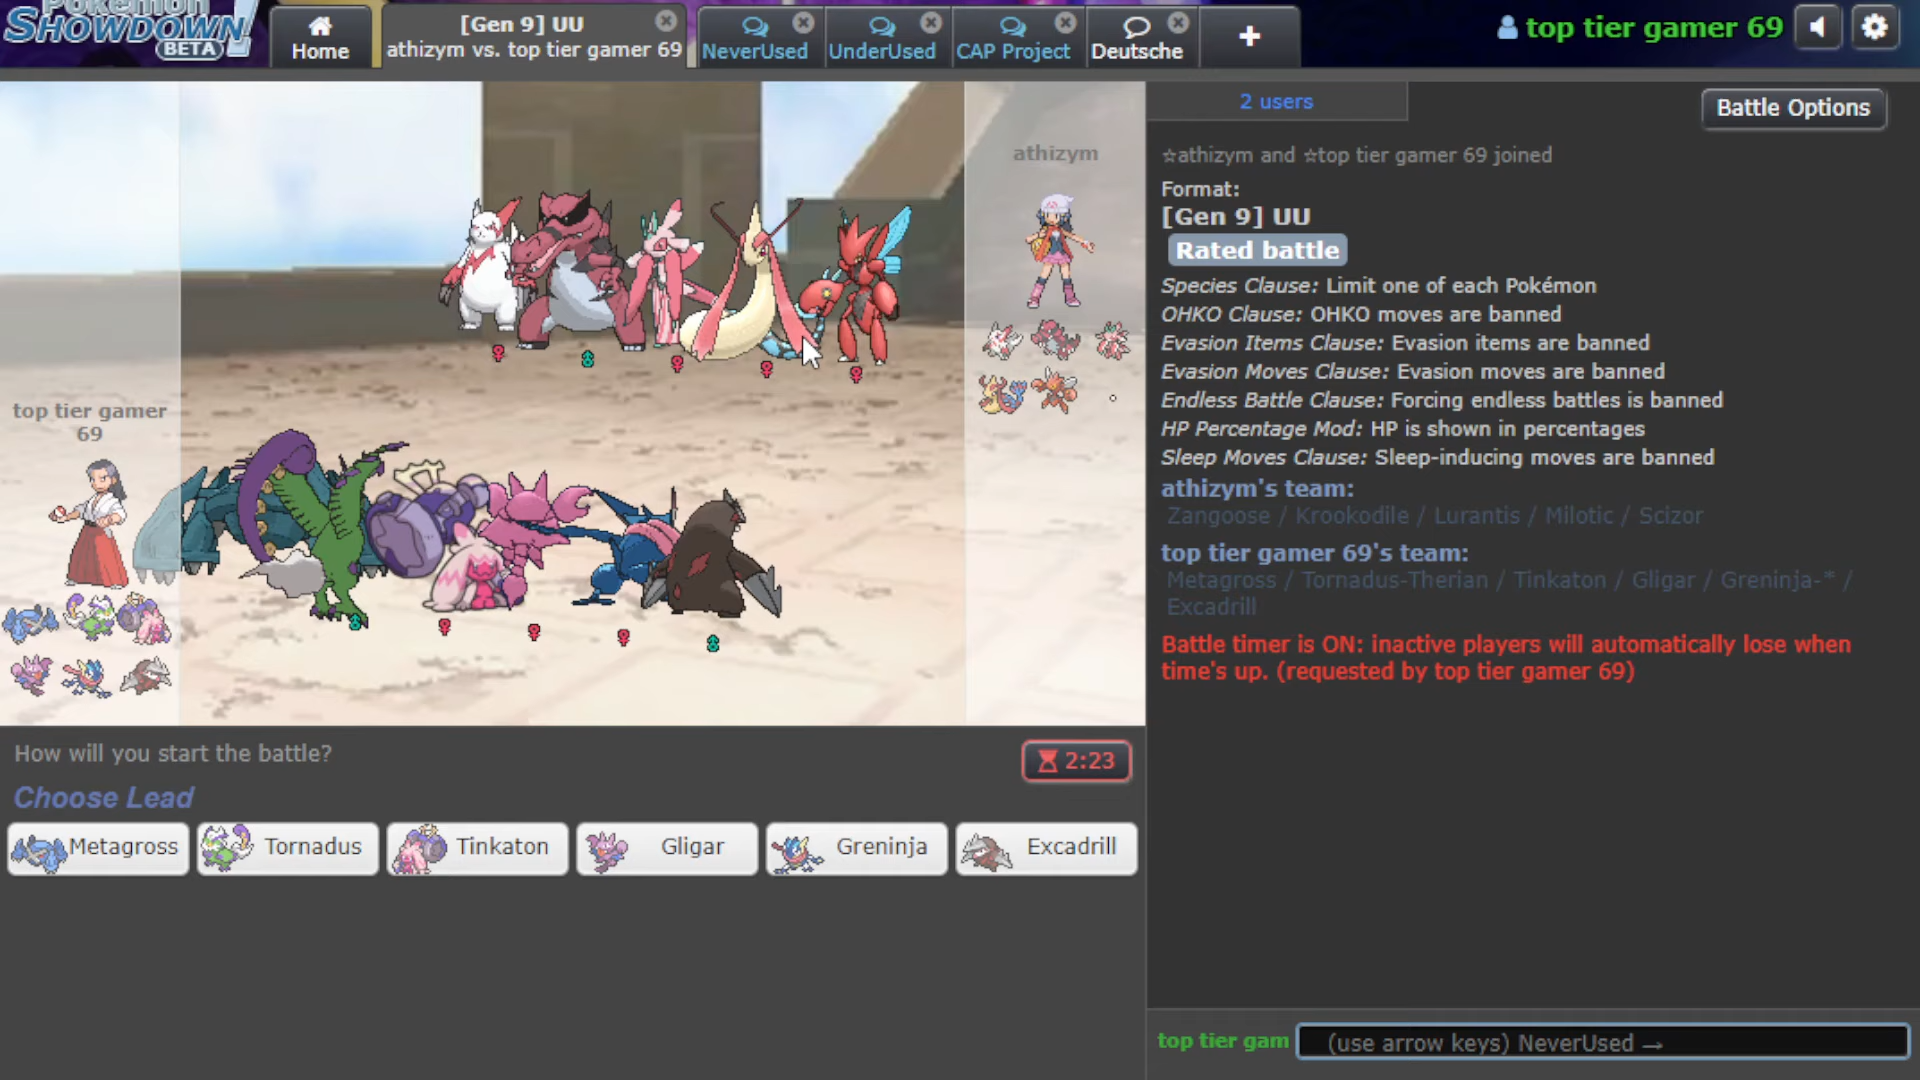 Pokémon
SHOWDOWN!
BETA
Home
[Gen 9] UU
athizym vs. top tier gamer 69
NeverUsed
UnderUsed
CAP Project
Deutsche
+
top tier gamer 69
2 users
Battle Options
athizym
top tier gamer
69
☆athizym and ☆top tier gamer 69 joined
Format:
[Gen 9] UU
Rated battle
Species Clause: Limit one of each Pokémon
OHKO Clause: OHKO moves are banned
Evasion Items Clause: Evasion items are banned
Evasion Moves Clause: Evasion moves are banned
Endless Battle Clause: Forcing endless battles is banned
HP Percentage Mod: HP is shown in percentages
Sleep Moves Clause: Sleep-inducing moves are banned
athizym's team:
Zangoose / Krookodile / Lurantis / Milotic / Scizor
top tier gamer 69's team:
Metagross / Tornadus-Therian / Tinkaton / Gligar / Greninja-* /
Excadrill
Battle timer is ON: inactive players will automatically lose when
time's up. (requested by top tier gamer 69)
How will you start the battle?
2:23
Choose Lead
Metagross
Tornadus
Tinkaton
Gligar
Greninja
Excadrill
top tier gam
(use arrow keys) NeverUsed →